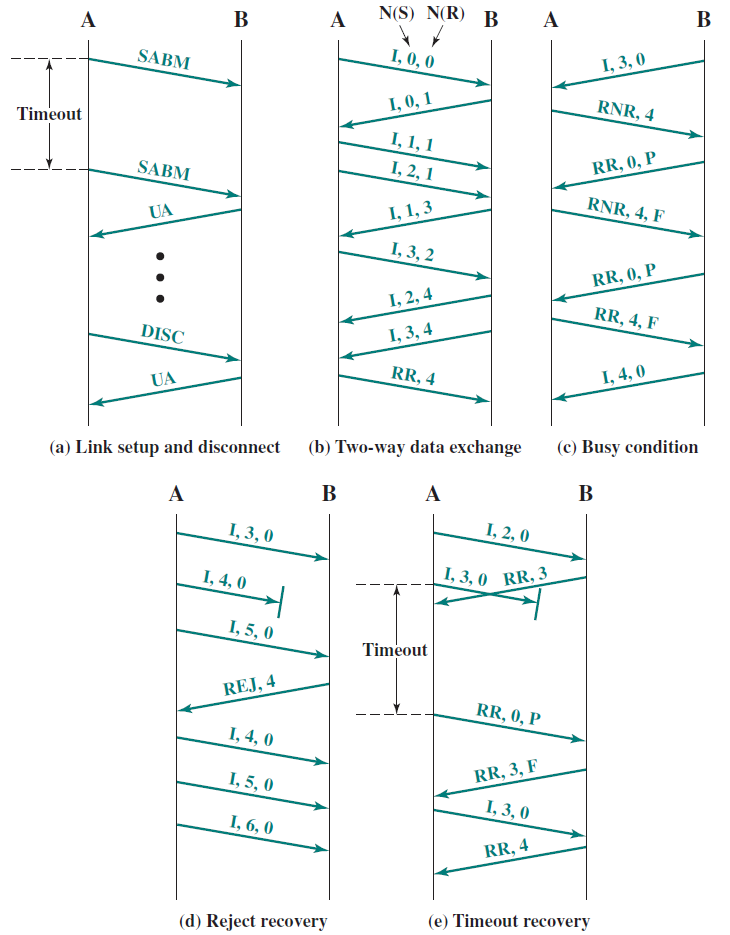 A B
SABM
Timeout
SABM
UA
DISC
UA
(a) Link setup and disconnect
N(S) N(R)
A B
I, 0, 0
I, 0, 1
I, 1, 1
I, 2, 1
I, 1, 3
I, 3, 2
I, 2, 4
I, 3, 4
RR, 4
(b) Two-way data exchange
A B
I, 3, 0
RNR, 4
RR, 0, P
RNR, 4, F
RR, 0, P
RR, 4, F
I, 4, 0
(c) Busy condition
A B
I, 3, 0
I, 4, 0
I, 5, 0
REJ, 4
I, 4, 0
I, 5, 0
I, 6, 0
(d) Reject recovery
A B
I, 2, 0
I, 3, 0 RR, 3
Timeout
RR, 0, P
RR, 3, F
I, 3, 0
RR, 4
(e) Timeout recovery